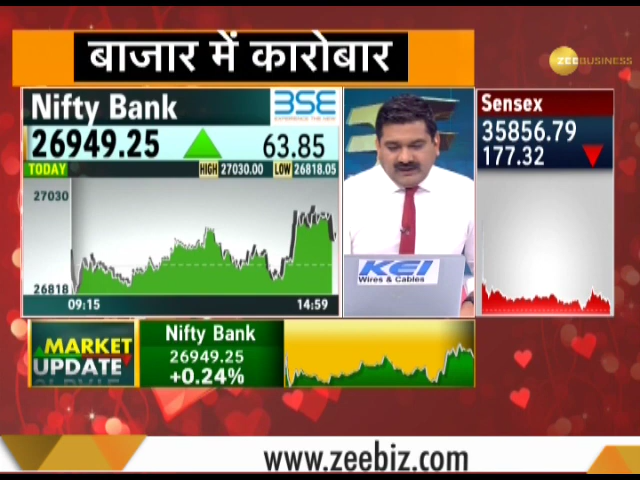 बाजार में कारोबार
ZEE BUSINESS
Nifty Bank
BSE
EXPERIENCE THE NEW
26949.25
63.85
TODAY
HIGH 27030.00
LOW 26818.05
27030
26818
09:15
14:59
KEI
Wires & Cables
Sensex
35856.79
177.32
MARKET
UPDATE
Nifty Bank
26949.25
+0.24%
www.zeebiz.com